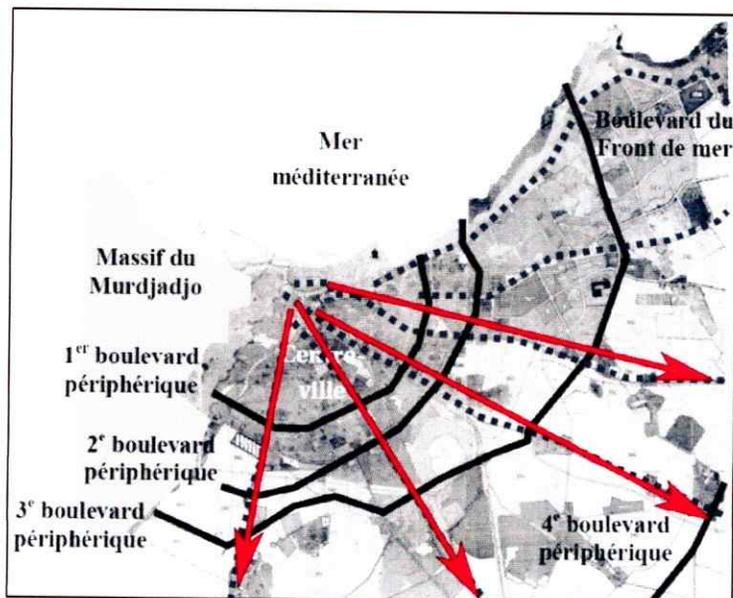 Mer
méditerranée
Boulevard du
Front de mer
Massif du
Murdjadjo
1er boulevard
périphérique
Centre-
ville
2e boulevard
périphérique
3e boulevard
périphérique
4e boulevard
périphérique